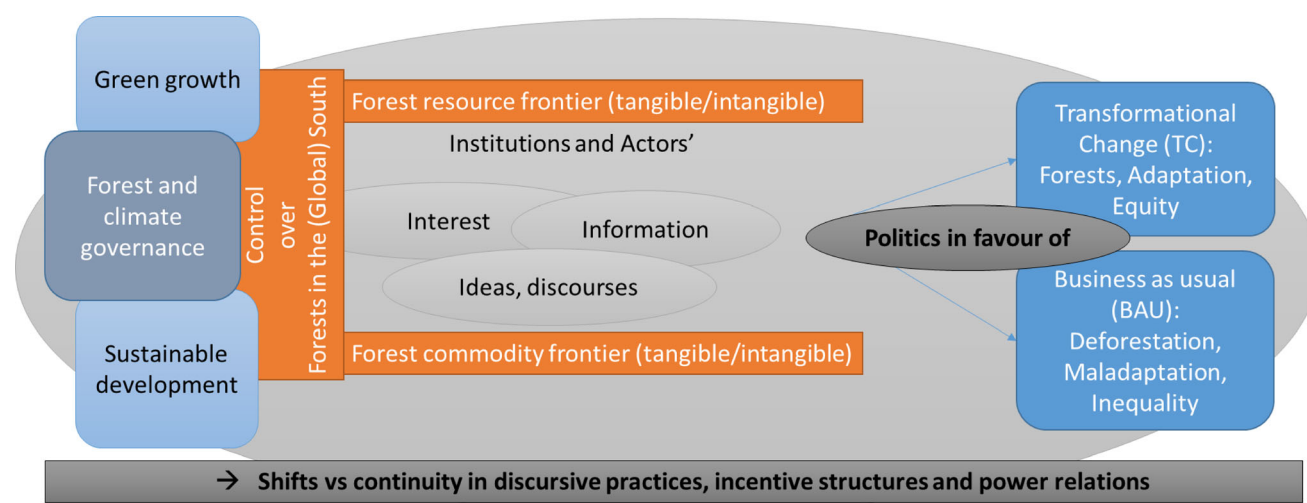 Green growth
Forest and
climate
governance
Sustainable
development
Control
over
Forests in the (Global) South
Forest resource frontier (tangible/intangible)
Institutions and Actors’
Interest
Information
Ideas, discourses
Forest commodity frontier (tangible/intangible)
Politics in favour of
Transformational
Change (TC):
Forests, Adaptation,
Equity
Business as usual
(BAU):
Deforestation,
Maladaptation,
Inequality
→ Shifts vs continuity in discursive practices, incentive structures and power relations